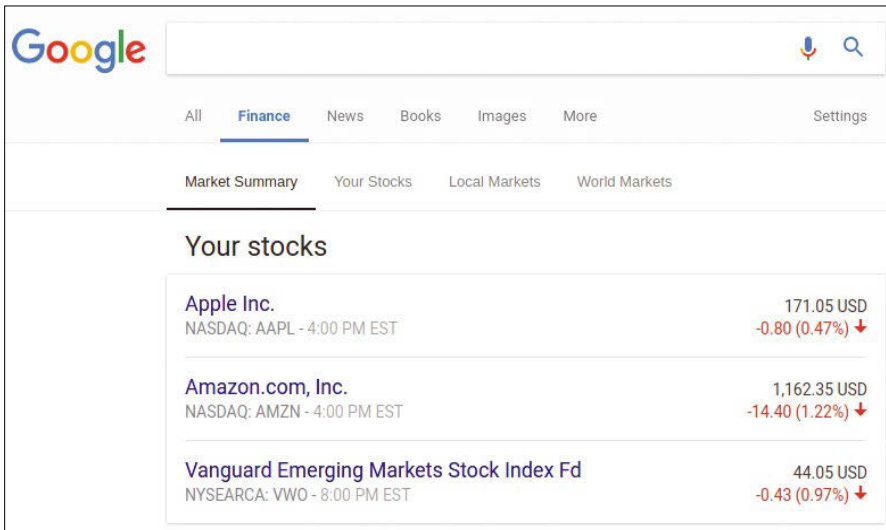 Google
All Finance News Books Images More Settings
Market Summary Your Stocks Local Markets World Markets
Your stocks
Apple Inc. 171.05 USD
NASDAQ: AAPL - 4:00 PM EST -0.80 (0.47%)
Amazon.com, Inc. 1,162.35 USD
NASDAQ: AMZN - 4:00 PM EST -14.40 (1.22%)
Vanguard Emerging Markets Stock Index Fd 44.05 USD
NYSEARCA: VWO - 8:00 PM EST -0.43 (0.97%)